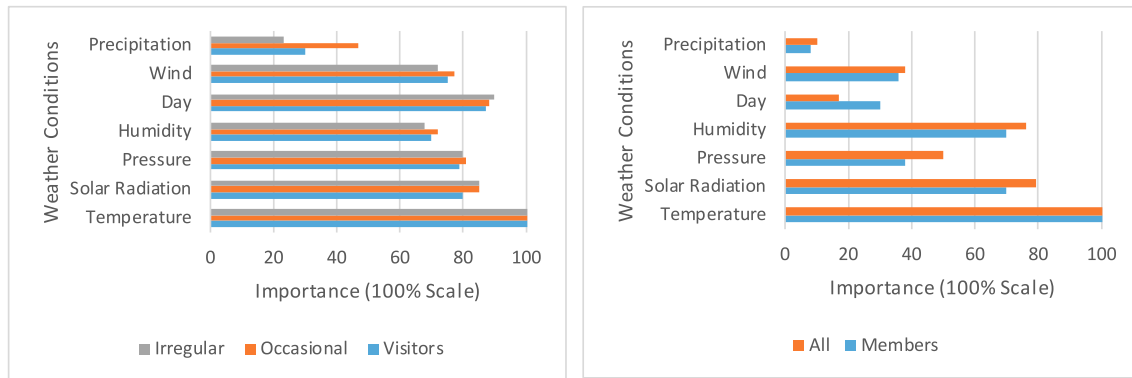 Weather Conditions
Precipitation
Wind
Day
Humidity
Pressure
Solar Radiation
Temperature
0 20 40 60 80 100
Importance (100% Scale)
Irregular Occasional Visitors
Weather Conditions
Precipitation
Wind
Day
Humidity
Pressure
Solar Radiation
Temperature
0 20 40 60 80 100
Importance (100% Scale)
All Members